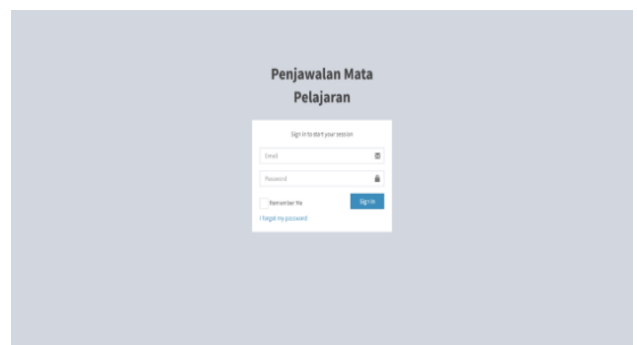 Penjawalan Mata
Pelajaran
Sign in to start your session
Email
Password
Remember Me
Sign In
I forgot my password